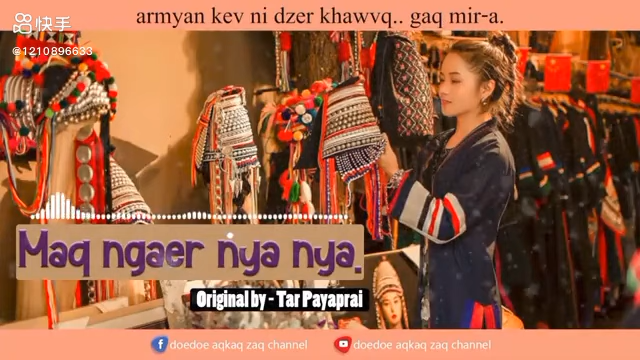 armyan kev ni dzer khawvq.. gaq mir-a.
快手
@1210896633
Maq ngaer nya nya.
Original by - Tar Payaprai
doedoe aqkaq zaq channel
doedoe aqkaq zaq channel